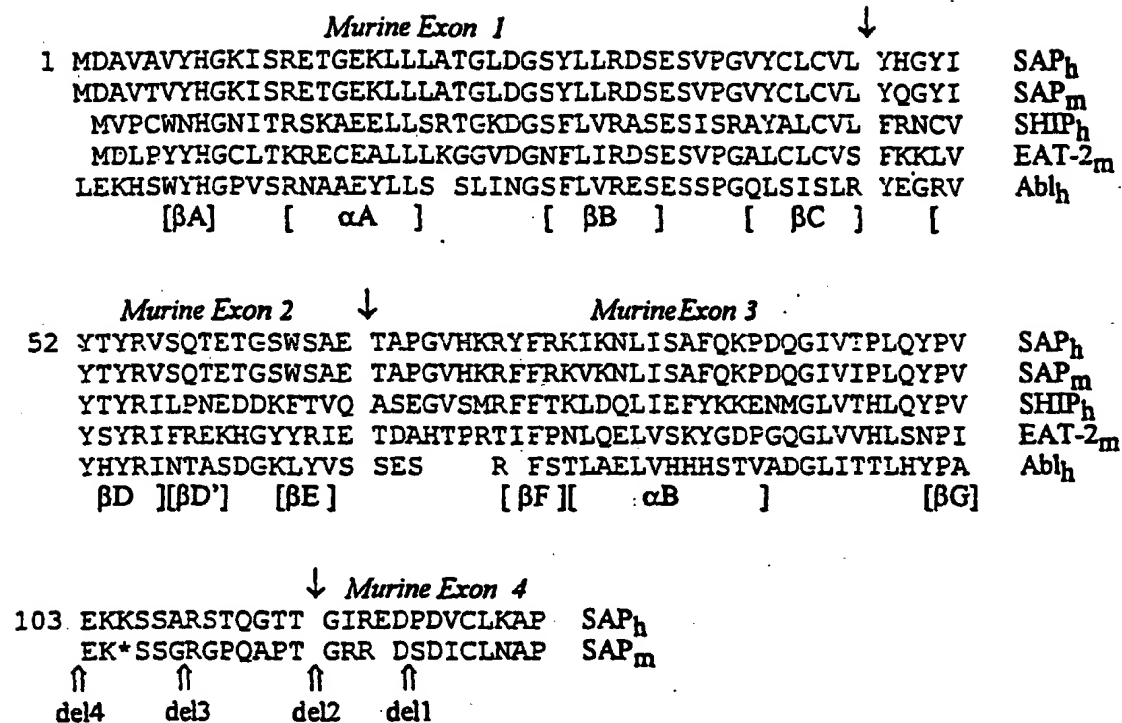 Murine Exon 1 ↓
1 MDAVAVYHGKISRETGEKLLLATGLDGSYLLRDSESVPGVYCLCVL YHGYI SAPh
MDAVTVYHGKISRETGEKLLLATGLDGSYLLRDSESVPGVYCLCVL YQGYI SAPm
MVPCWNHGNITRSKAEELLSRTGKDGSFLVRASESISRAYALCVL FRNCV SHIPh
MDLPYYHGCLTKRECEALLLKGGVDGNFLIRDSESVPGALCLCVS FKKLV EAT-2m
LEKHSWYHGPVSRNAAEYLLS SLINGSFLVRESESSPGQLSISLR YEGRV Ablh
[βA] [ αA ] [ βB ] [ βC ] [
Murine Exon 2 ↓ Murine Exon 3
52 YTYRVSQTETGSWSAE TAPGVHKRYFRKIKNLISAFQKPDQGIVIPLQYPV SAPh
YTYRVSQTETGSWSAE TAPGVHKRFFRKVKNLISAFQKPDQGIVIPLQYPV SAPm
YTYRILPNEDDKFTVQ ASEGVSMRFFTKLDQLIEFYKKENMGLVTHLQYPV SHIPh
YSYRIFREKHGYYRIE TDAHTPRTIFPNLQELVSKYGDPGQGLVVHLSNPI EAT-2m
YHYRINTASDGKLYVS SES R FSTLAELVHHHSTVADGLITTLHYPA Ablh
βD ][βD'] [βE ] [ βF ][ αB ] [βG]
↓ Murine Exon 4
103 EKKSSARSTQGTT GIREDPDVCLKAP SAPh
EK*SSGRGPQAPT GRR DSDICLNAP SAPm
⇑ ⇑ ⇑ ⇑
del4 del3 del2 del1